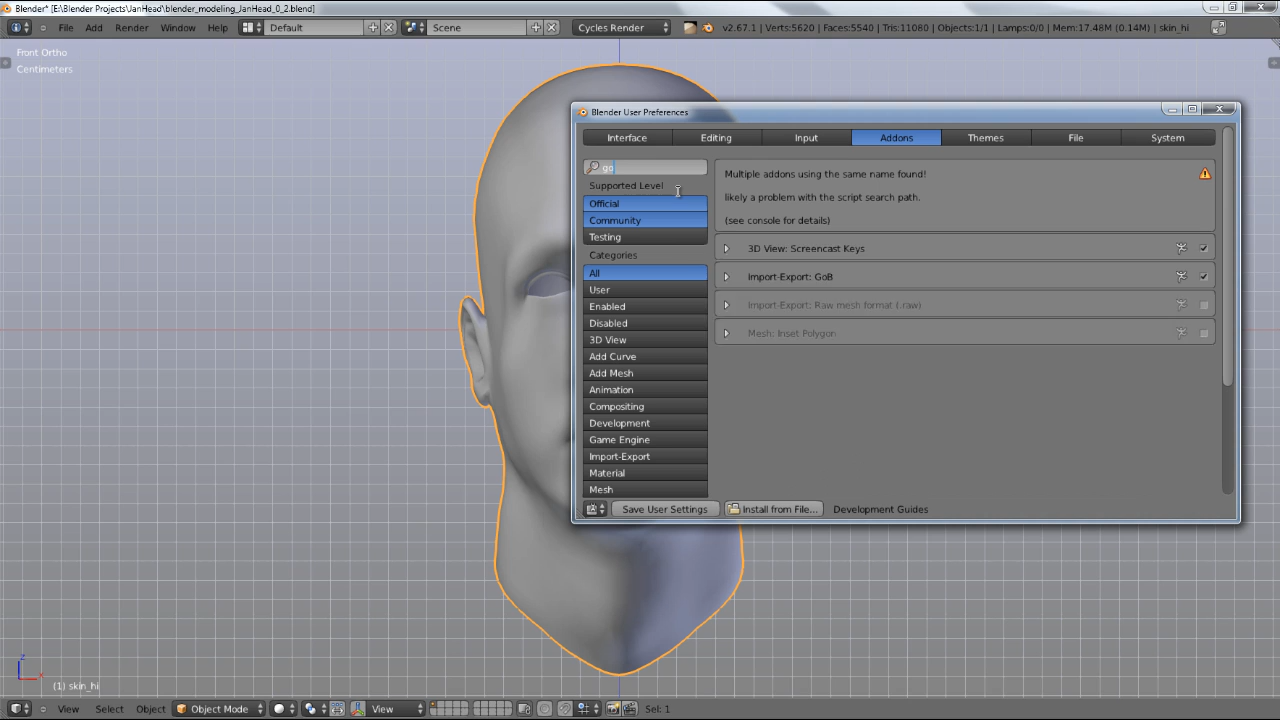 Blender* [E:\Blender Projects\JanHead\blender_modeling_JanHead_0_2.blend]
File Add Render Window Help Default Scene Cycles Render v2.67.1 | Verts:5620 | Faces:5540 | Tris:11080 | Objects:1/1 | Lamps:0/0 | Mem:17.48M (0.14M) | skin_hi
Front Ortho
Centimeters
Blender User Preferences
Interface Editing Input Addons Themes File System
go
Supported Level
Official
Community
Testing
Categories
All
User
Enabled
Disabled
3D View
Add Curve
Add Mesh
Animation
Compositing
Development
Game Engine
Import-Export
Material
Mesh
Multiple addons using the same name found!
likely a problem with the script search path.
(see console for details)
3D View: Screencast Keys
Import-Export: GoB
Import-Export: Raw mesh format (.raw)
Mesh: Inset Polygon
Save User Settings Install from File... Development Guides
z
x
(1) skin_hi
View Select Object Object Mode View Sel: 1